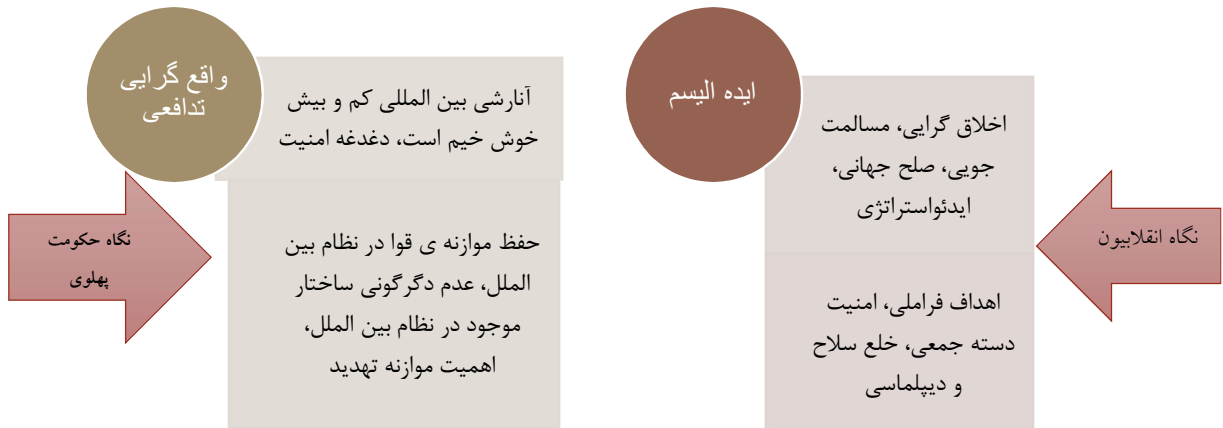 ایده الیسم
اخلاق گرایی، مسالمت
جویی، صلح جهانی،
ایدئواستراتژی
اهداف فراملی، امنیت
دسته جمعی، خلع سلاح
و دیپلماسی
نگاه انقلابیون
واقع گرایی
تدافعی
آنارشی بین المللی کم و بیش
خوش خیم است، دغدغه امنیت
حفظ موازنه ی قوا در نظام بین
الملل، عدم دگرگونی ساختار
موجود در نظام بین الملل،
اهمیت موازنه تهدید
نگاه حکومت
پهلوی